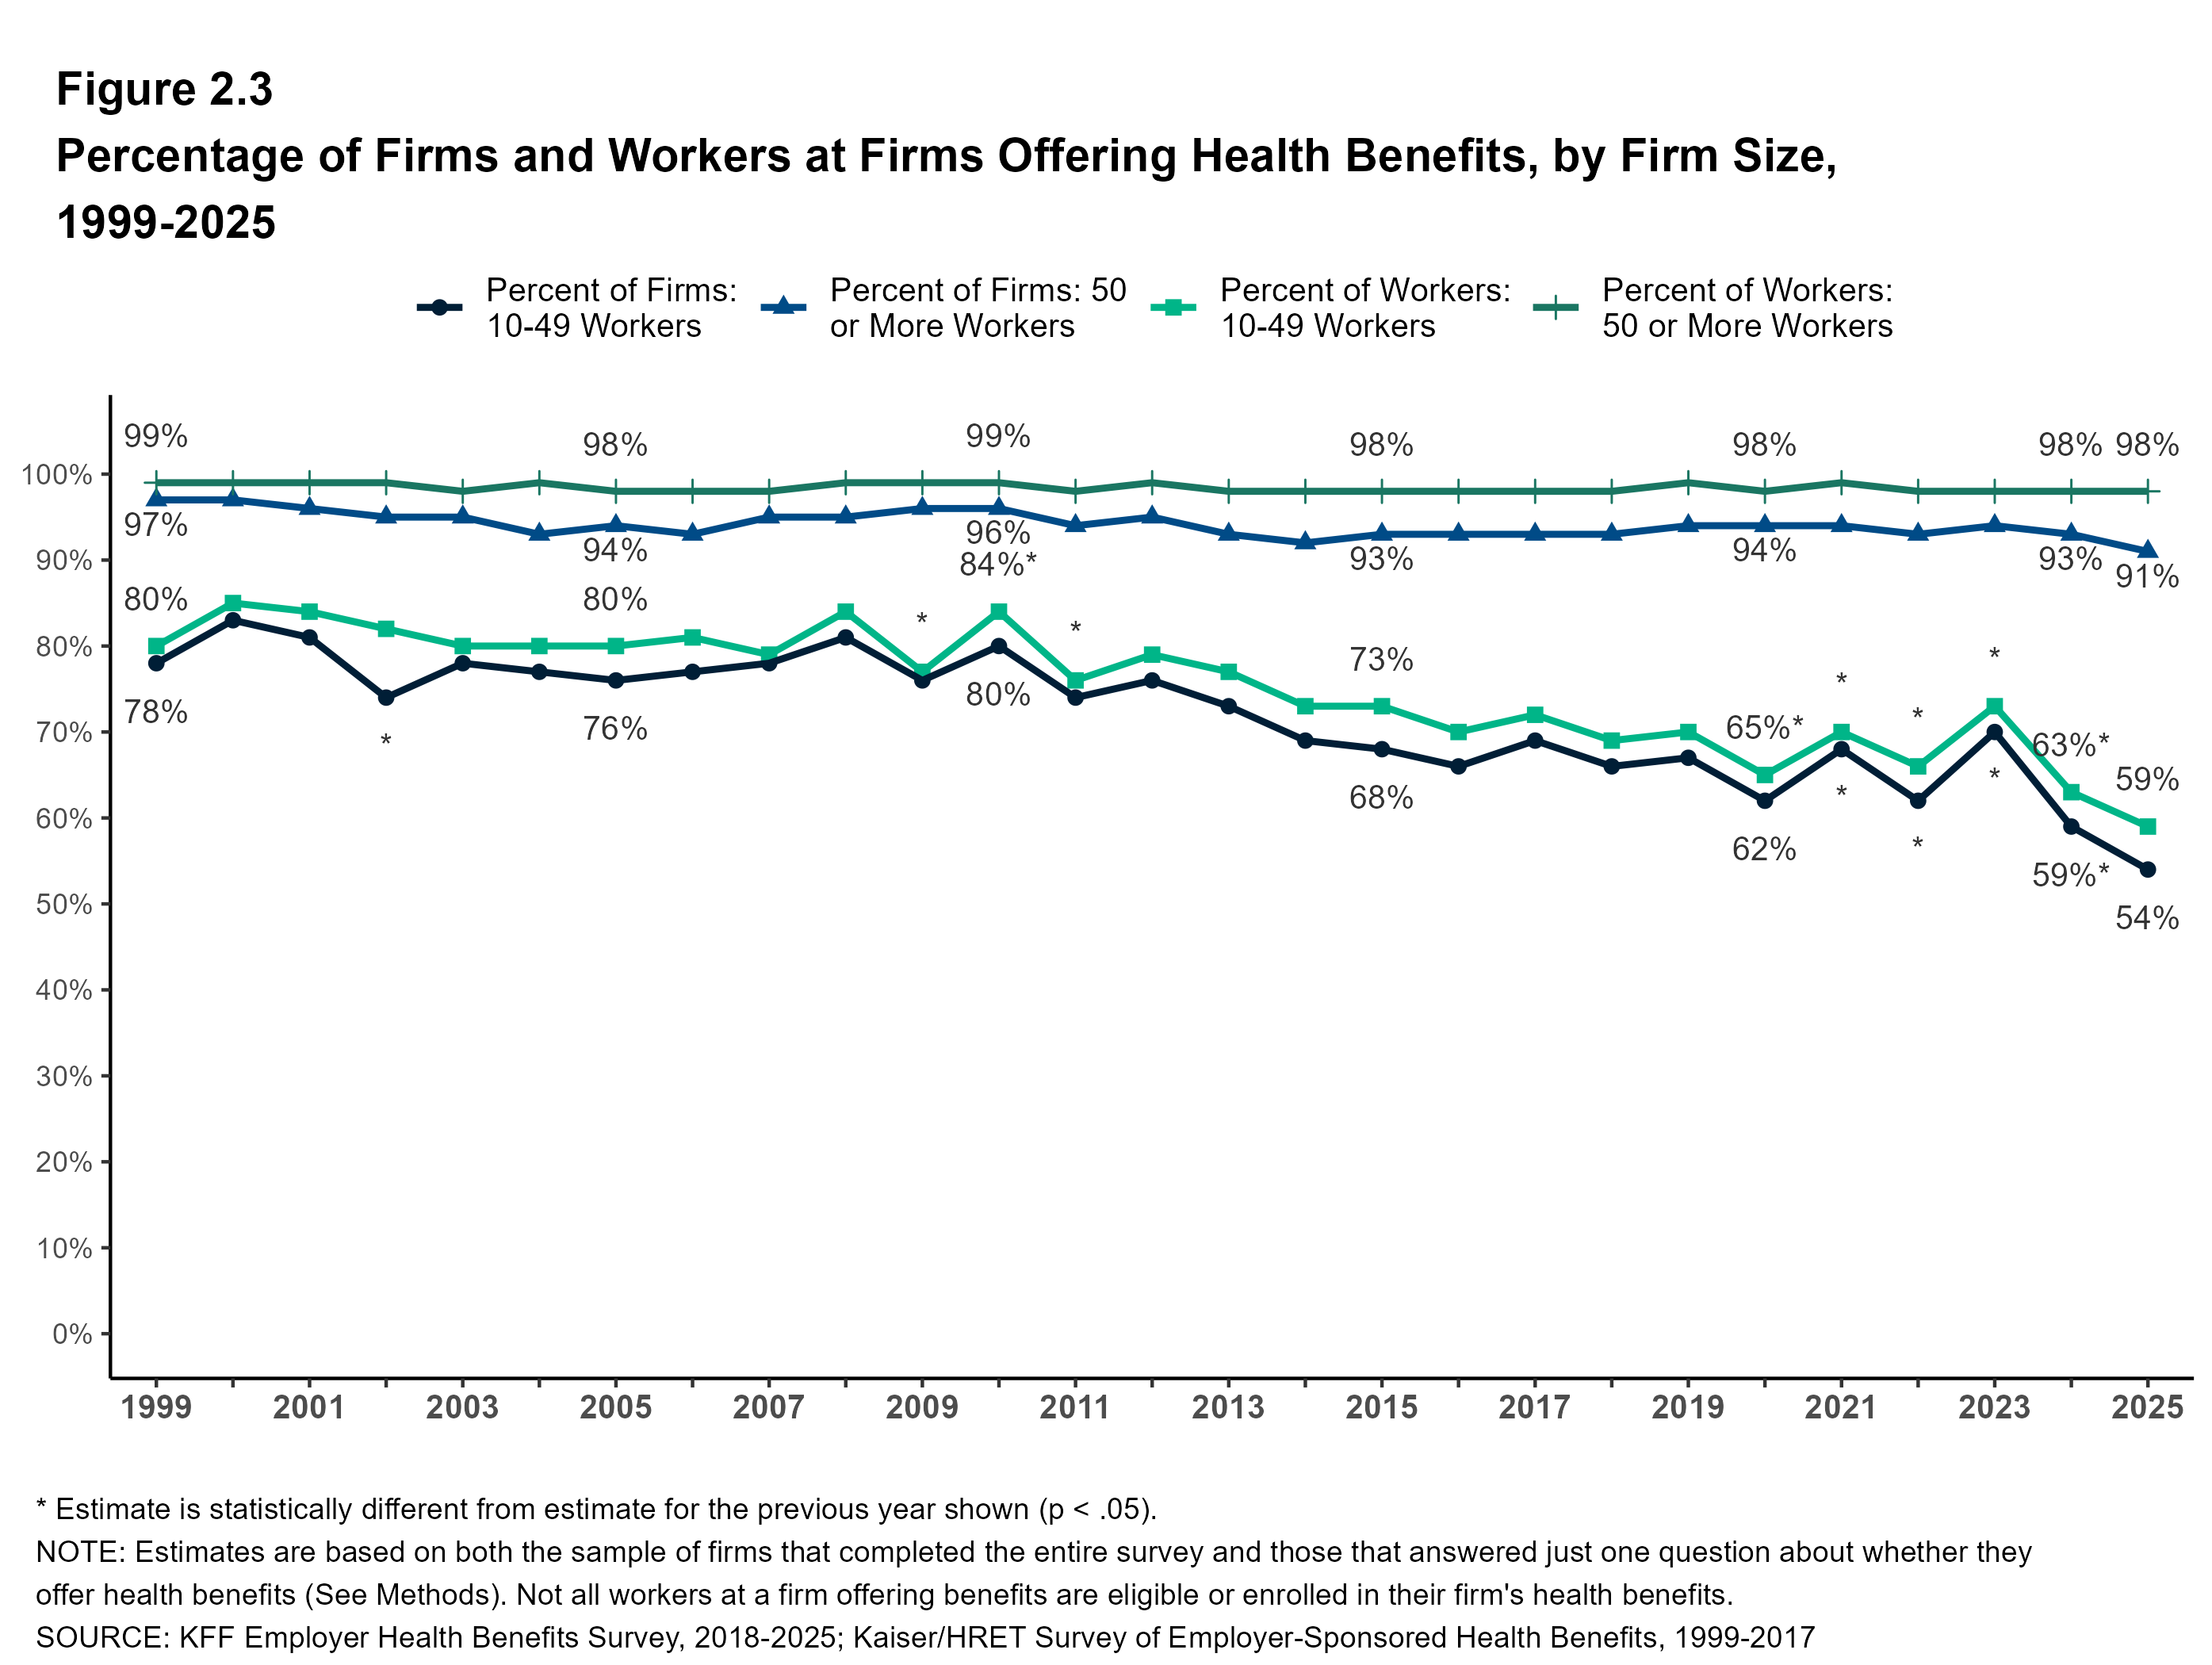 Figure 2.3
Percentage of Firms and Workers at Firms Offering Health Benefits, by Firm Size,
1999-2025
Percent of Firms:
10-49 Workers
Percent of Firms: 50
or More Workers
Percent of Workers:
10-49 Workers
Percent of Workers:
50 or More Workers
99% 98% 99% 98% 98% 98% 98%
97% 94% 96% 93% 94% 93% 91%
80% 80% 84%* 73% 65%* 63%* 59%
* * * * *
78% 76% 80% 68% 62% 59%* 54%
* * * *
100%
90%
80%
70%
60%
50%
40%
30%
20%
10%
0%
1999 2001 2003 2005 2007 2009 2011 2013 2015 2017 2019 2021 2023 2025
* Estimate is statistically different from estimate for the previous year shown (p < .05).
NOTE: Estimates are based on both the sample of firms that completed the entire survey and those that answered just one question about whether they
offer health benefits (See Methods). Not all workers at a firm offering benefits are eligible or enrolled in their firm's health benefits.
SOURCE: KFF Employer Health Benefits Survey, 2018-2025; Kaiser/HRET Survey of Employer-Sponsored Health Benefits, 1999-2017